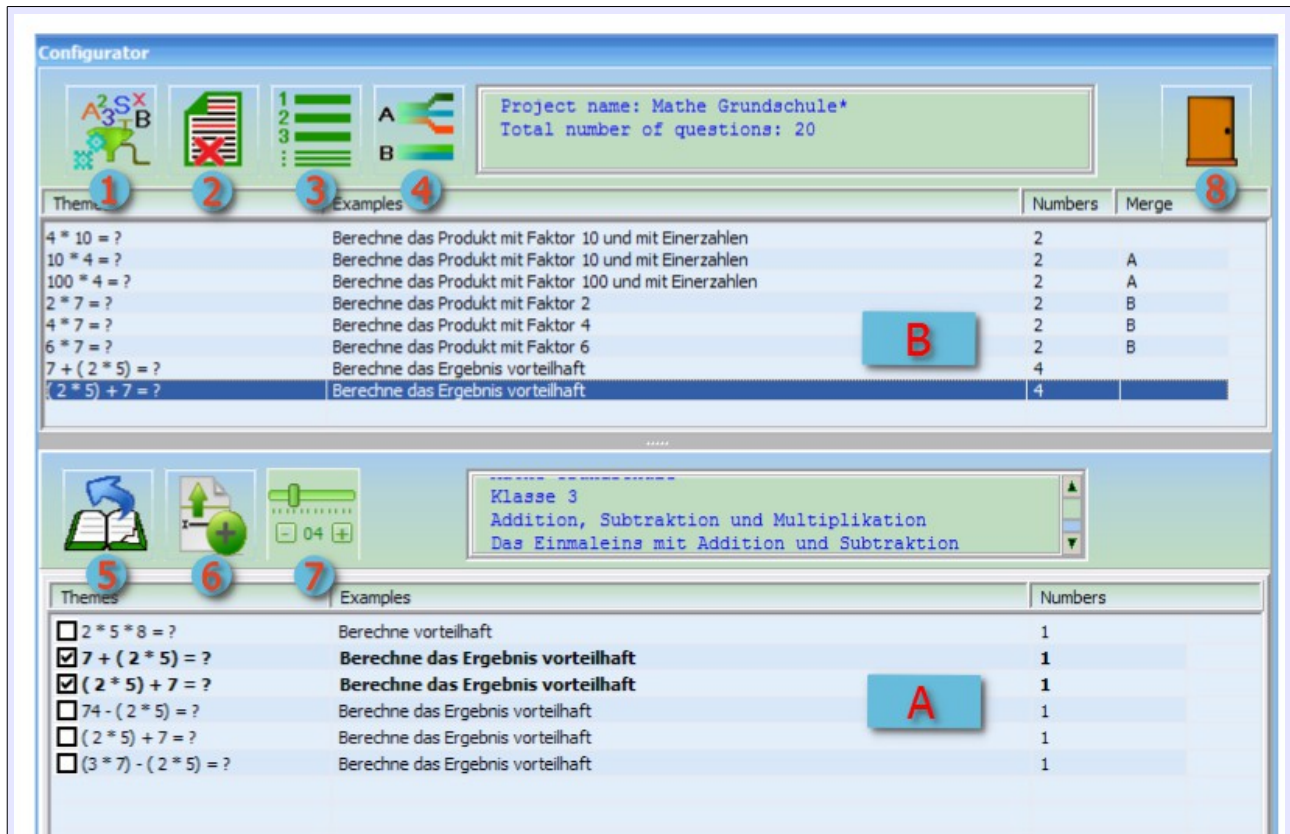 Configurator
A 2 3 S X T B
1 2 3 ⋮
A
B
Project name: Mathe Grundschule*
Total number of questions: 20
1 2 3 4 8
Themes Examples Numbers Merge
4 * 10 = ? Berechne das Produkt mit Faktor 10 und mit Einerzahlen 2
10 * 4 = ? Berechne das Produkt mit Faktor 10 und mit Einerzahlen 2 A
100 * 4 = ? Berechne das Produkt mit Faktor 100 und mit Einerzahlen 2 A
2 * 7 = ? Berechne das Produkt mit Faktor 2 2 B
4 * 7 = ? Berechne das Produkt mit Faktor 4 2 B
6 * 7 = ? Berechne das Produkt mit Faktor 6 2 B
B
7 + ( 2 * 5) = ? Berechne das Ergebnis vorteilhaft 4
( 2 * 5) + 7 = ? Berechne das Ergebnis vorteilhaft 4
- 04 +
Klasse 3
Addition, Subtraktion und Multiplikation
Das Einmaleins mit Addition und Subtraktion
5 6 7
Themes Examples Numbers
2 * 5 * 8 = ? Berechne vorteilhaft 1
7 + ( 2 * 5) = ? Berechne das Ergebnis vorteilhaft 1
( 2 * 5) + 7 = ? Berechne das Ergebnis vorteilhaft 1
A
74 - ( 2 * 5) = ? Berechne das Ergebnis vorteilhaft 1
( 2 * 5) + 7 = ? Berechne das Ergebnis vorteilhaft 1
(3 * 7) - ( 2 * 5) = ? Berechne das Ergebnis vorteilhaft 1